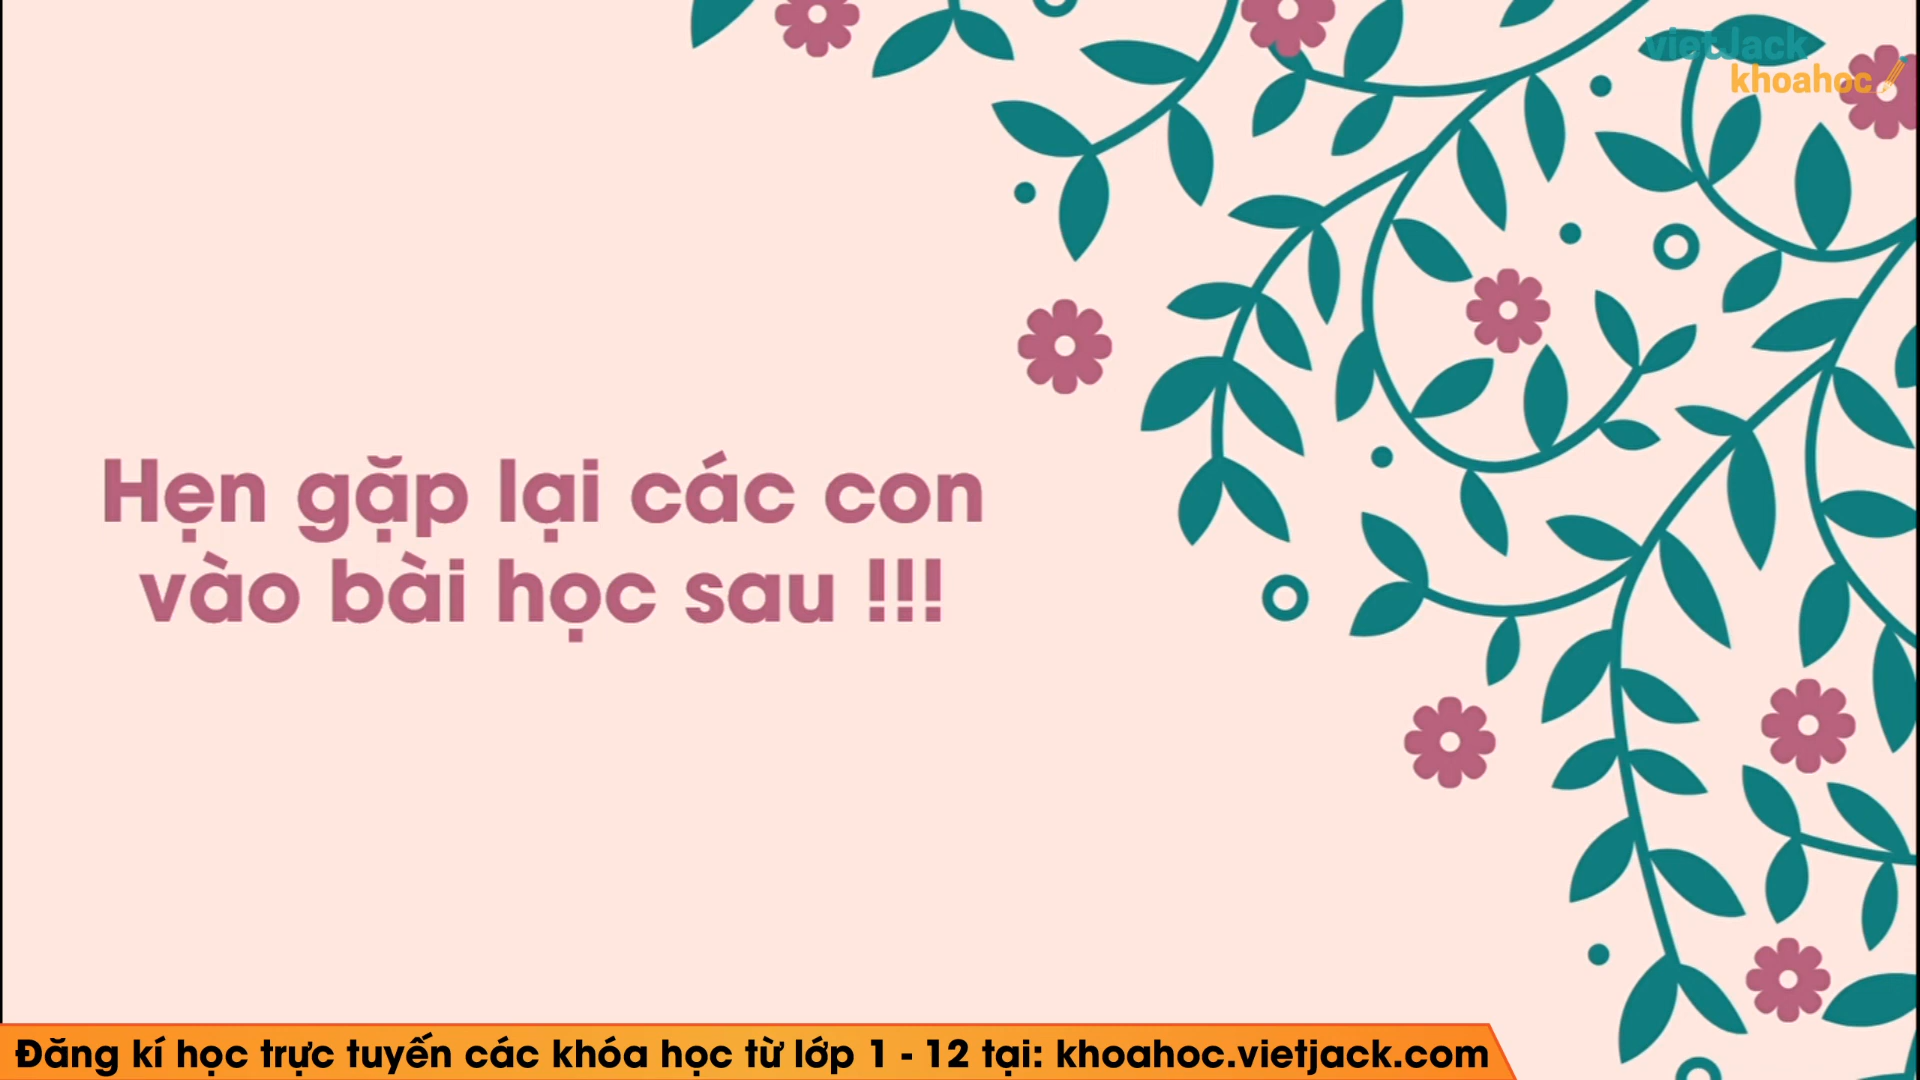 vietJack
khoahoc
Hẹn gặp lại các con
vào bài học sau !!!
Đăng kí học trực tuyến các khóa học từ lớp 1 - 12 tại: khoahoc.vietjack.com